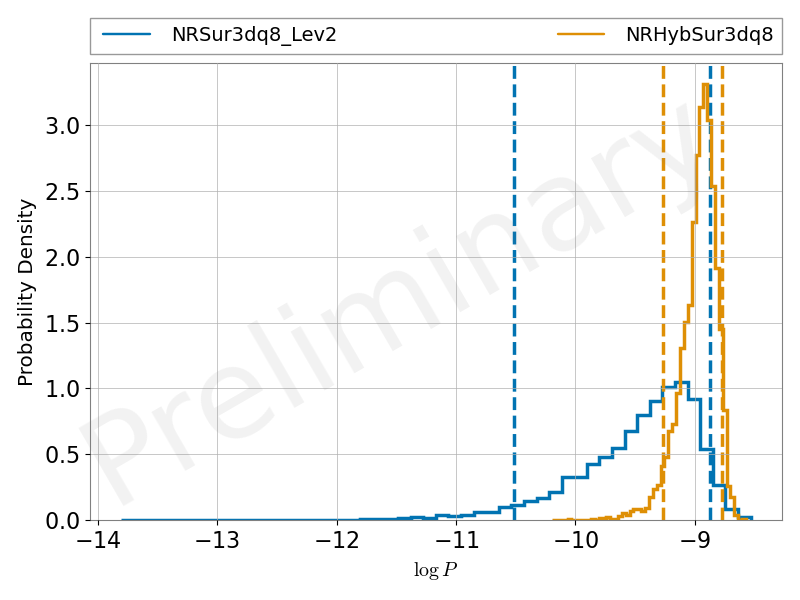 NRSur3dq8_Lev2 NRHybSur3dq8
Preliminary
Probability Density
3.0
2.5
2.0
1.5
1.0
0.5
0.0
−14 −13 −12 −11 −10 −9
log P